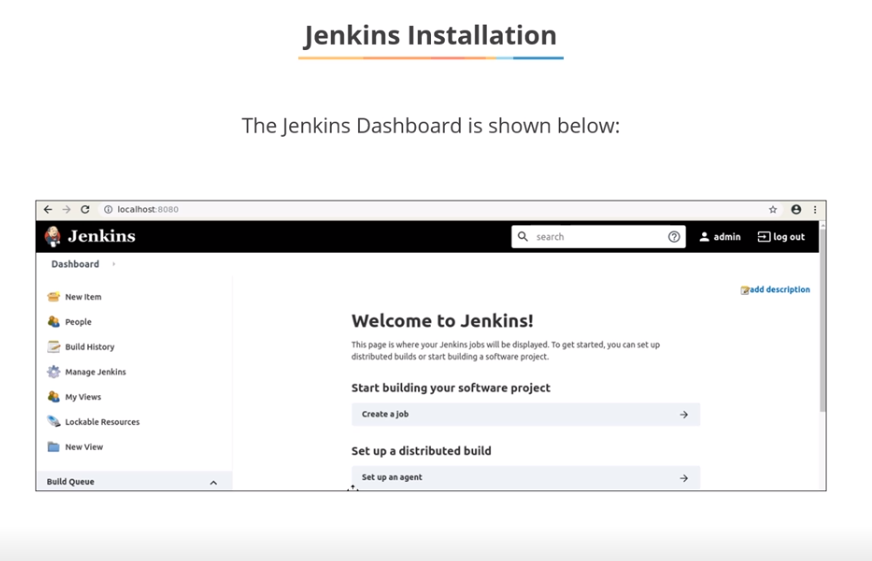 Jenkins Installation
The Jenkins Dashboard is shown below:
localhost:8080
Jenkins
search
admin
log out
Dashboard
add description
New Item
People
Build History
Manage Jenkins
My Views
Lockable Resources
New View
Build Queue
Welcome to Jenkins!
This page is where your Jenkins jobs will be displayed. To get started, you can set up
distributed builds or start building a software project.
Start building your software project
Create a job
Set up a distributed build
Set up an agent